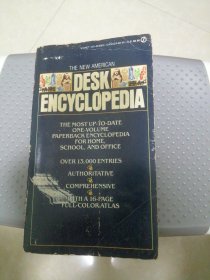 THE NEW AMERICAN
DESK
ENCYCLOPEDIA
THE MOST UP-TO-DATE
ONE-VOLUME
PAPERBACK ENCYCLOPEDIA
FOR HOME,
SCHOOL, AND OFFICE
OVER 13,000 ENTRIES
AUTHORITATIVE
COMPREHENSIVE
WITH A 16-PAGE
FULL-COLOR ATLAS